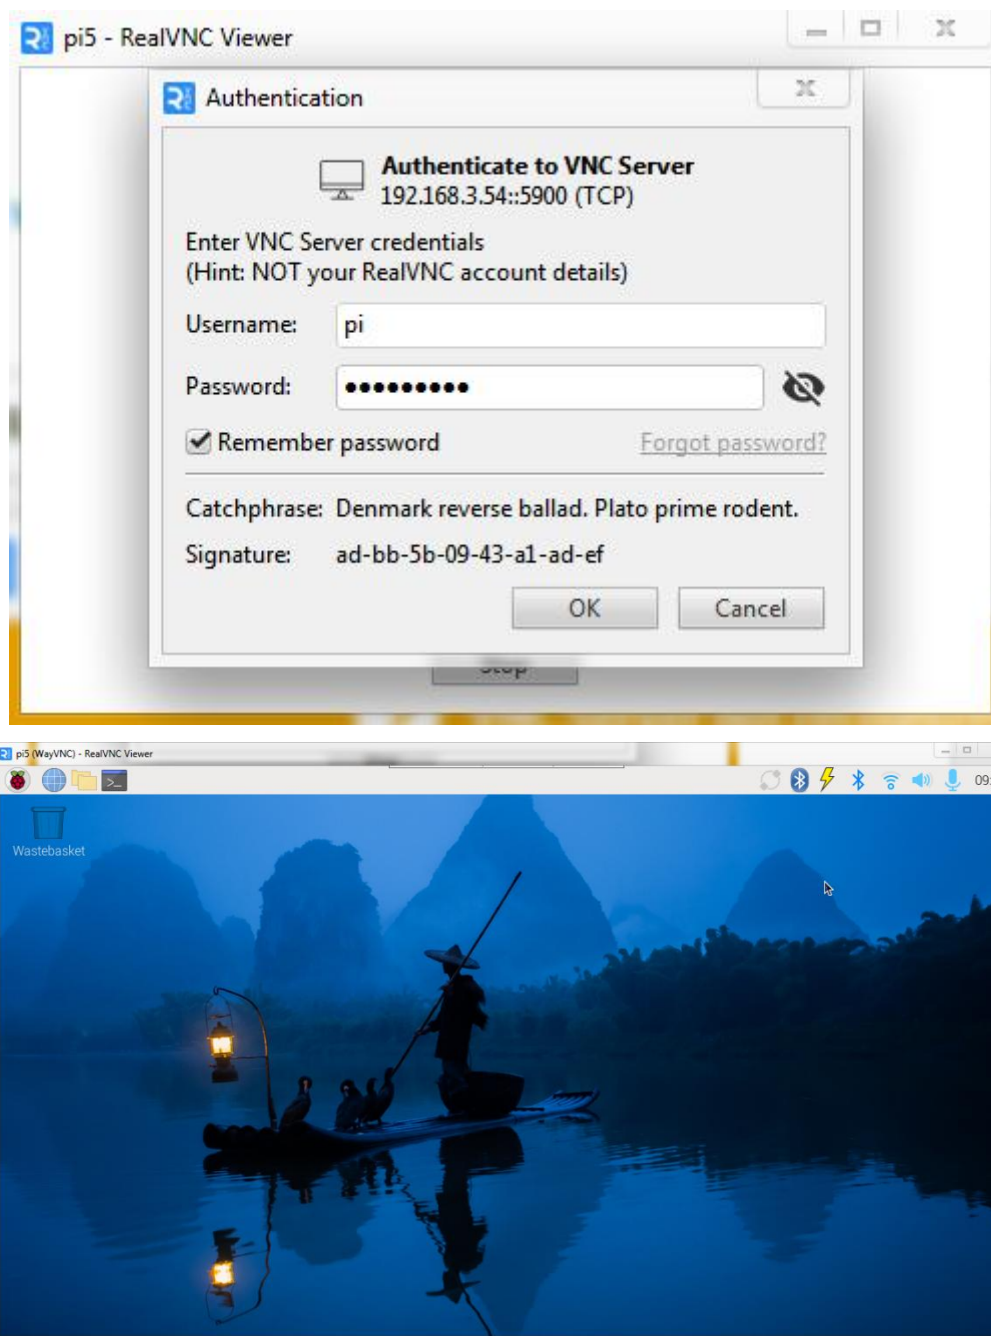 pi5 - RealVNC Viewer
Authentication
Authenticate to VNC Server
192.168.3.54::5900 (TCP)
Enter VNC Server credentials
(Hint: NOT your RealVNC account details)
Username: pi
Password: ●●●●●●●●●
Remember password Forgot password?
Catchphrase: Denmark reverse ballad. Plato prime rodent.
Signature: ad-bb-5b-09-43-a1-ad-ef
OK Cancel
Stop
pi5 (WayVNC) - RealVNC Viewer
09:
Wastebasket